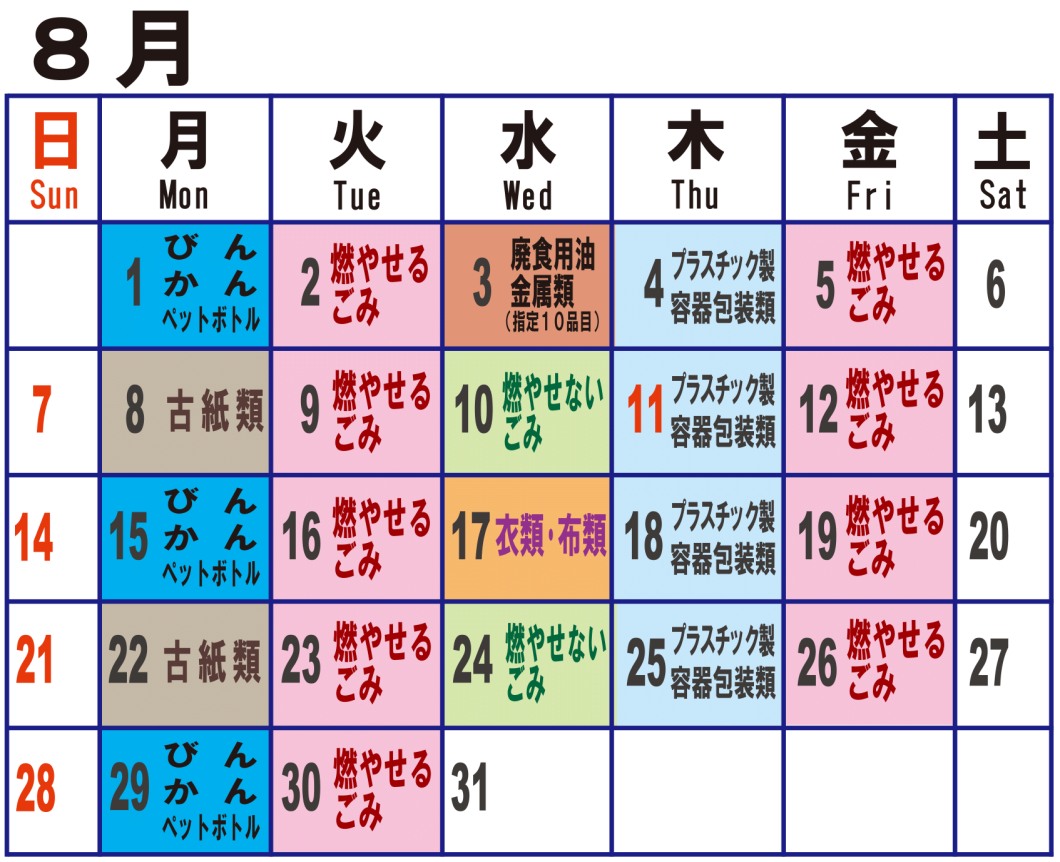 8月
日 月 火 水 木 金 土
Sun Mon Tue Wed Thu Fri Sat
1
びん
かん
ペットボトル
2
燃やせる
ごみ
3
廃食用油
金属類
（指定１０品目）
4
プラスチック製
容器包装類
5
燃やせる
ごみ
6
7
8 古紙類
9
燃やせる
ごみ
10
燃やせない
ごみ
11
プラスチック製
容器包装類
12
燃やせる
ごみ
13
14
15
びん
かん
ペットボトル
16
燃やせる
ごみ
17 衣類・布類
18
プラスチック製
容器包装類
19
燃やせる
ごみ
20
21
22 古紙類
23
燃やせる
ごみ
24
燃やせない
ごみ
25
プラスチック製
容器包装類
26
燃やせる
ごみ
27
28
29
びん
かん
ペットボトル
30
燃やせる
ごみ
31